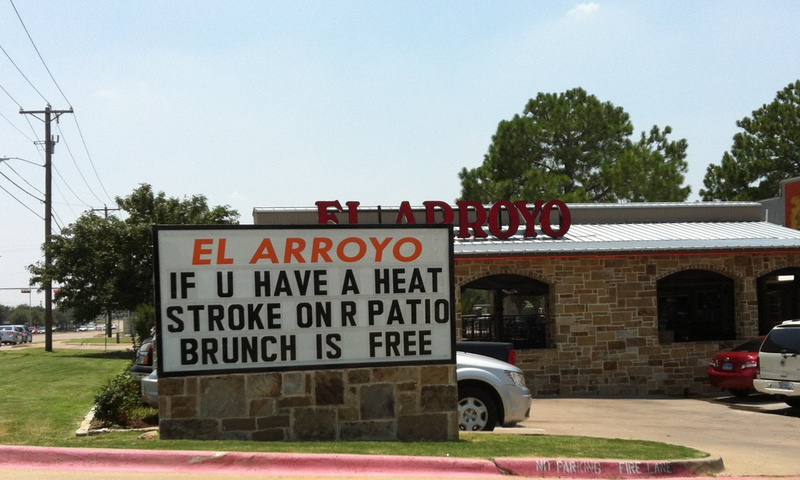 EL ARROYO
EL ARROYO
IF U HAVE A HEAT
STROKE ON R PATIO
BRUNCH IS FREE
NO PARKING FIRE LANE